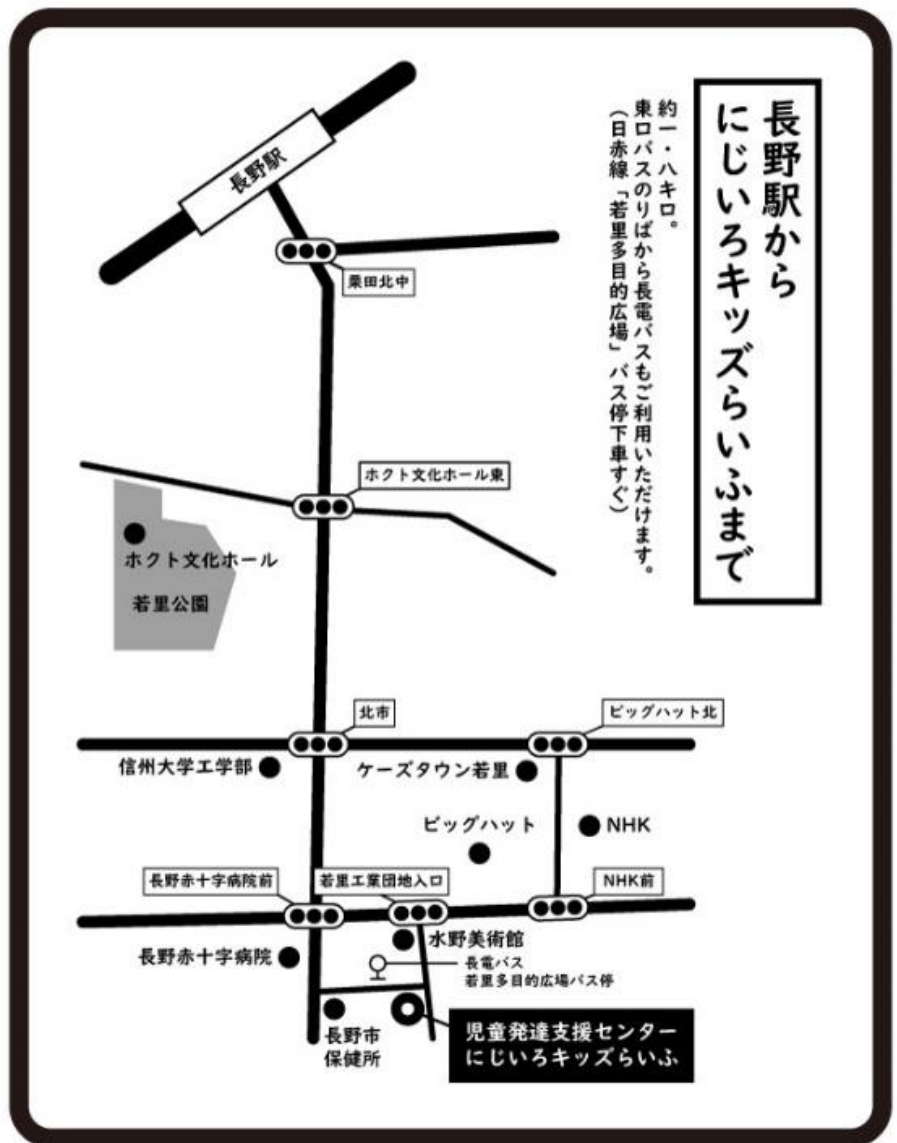 長野駅から
にじいろキッズらいふまで
約一・八キロ。
東口バスのりばから長電バスもご利用いただけます。
（日赤線「若里多目的広場」バス停下車すぐ）
長野駅
栗田北中
ホクト文化ホール東
ホクト文化ホール
若里公園
北市
ビッグハット北
信州大学工学部
ケーズタウン若里
ビッグハット
NHK
長野赤十字病院前
若里工業団地入口
NHK前
長野赤十字病院
水野美術館
長電バス
若里多目的広場バス停
長野市
保健所
児童発達支援センター
にじいろキッズらいふ